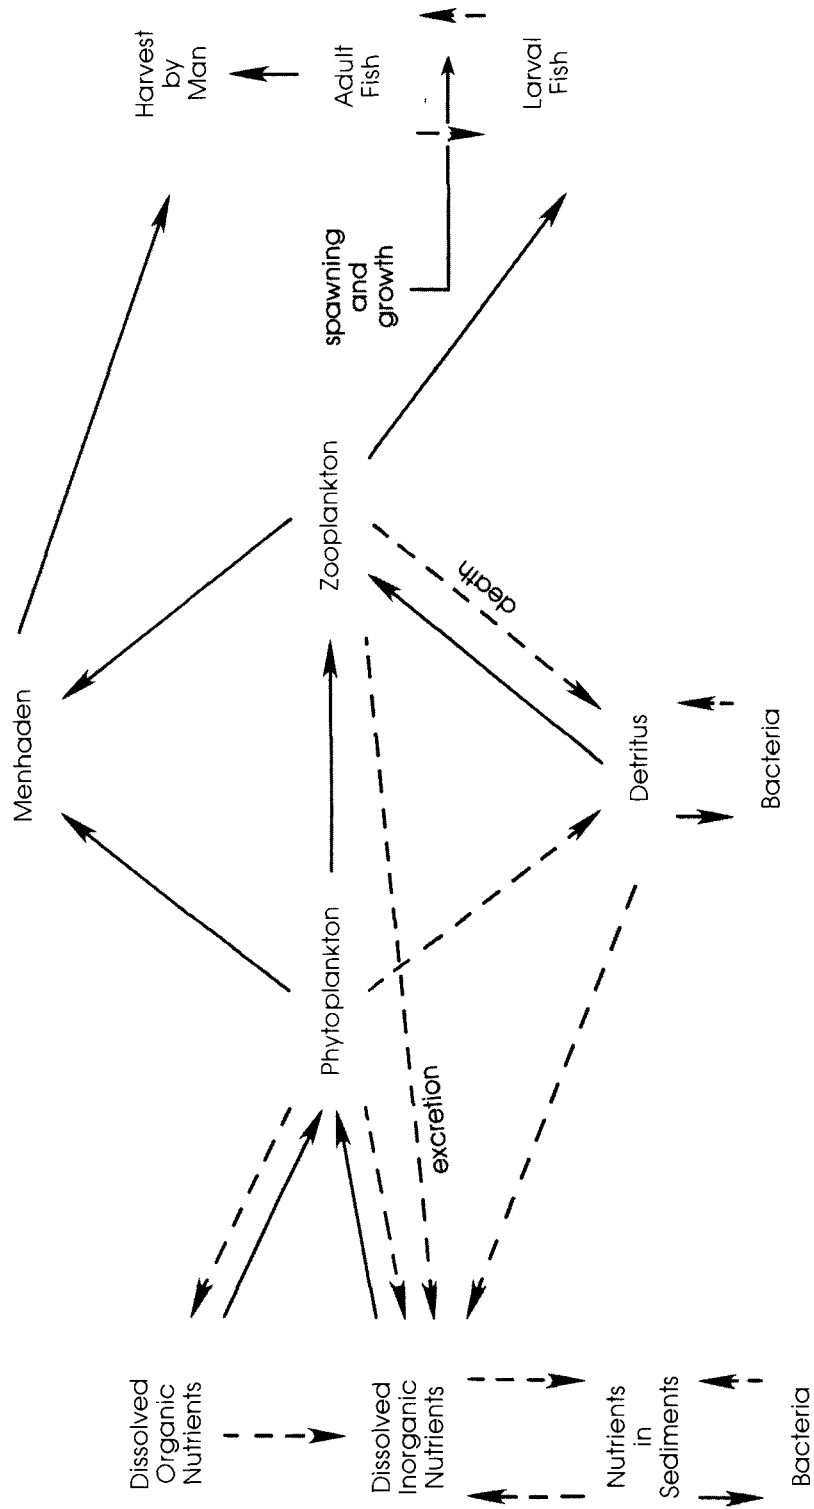 Menhaden
Dissolved
Organic
Nutrients
Phytoplankton
Zooplankton
Harvest
by
Man
spawning
and
growth
Adult
Fish
Dissolved
Inorganic
Nutrients
excretion
death
Larval
Fish
Nutrients
in
Sediments
Detritus
Bacteria
Bacteria